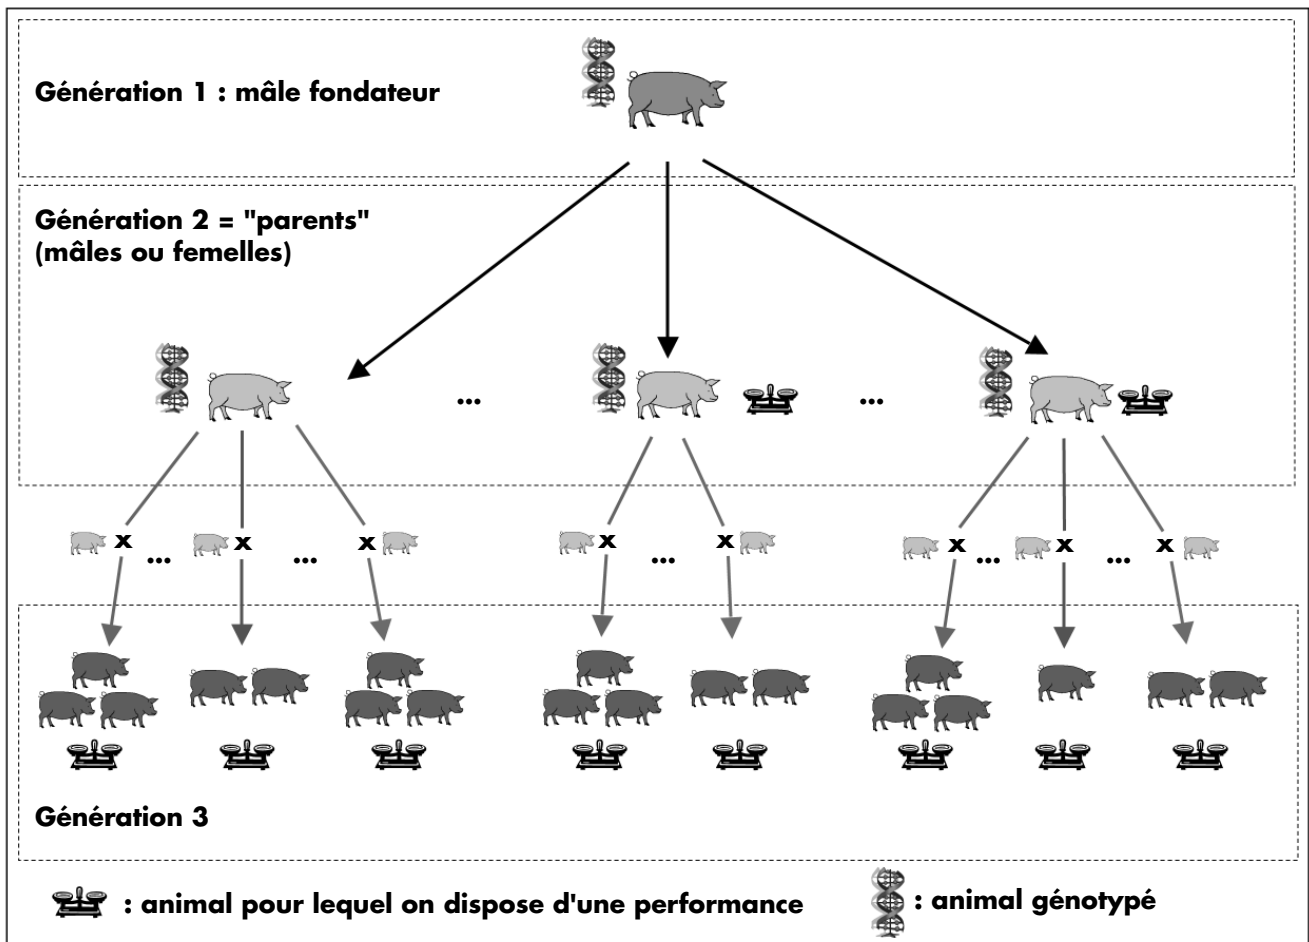 Génération 1 : mâle fondateur
Génération 2 = "parents"
(mâles ou femelles)
... ...
x ... x ... x x ... x x ... x ... x
Génération 3
: animal pour lequel on dispose d'une performance
: animal génotypé